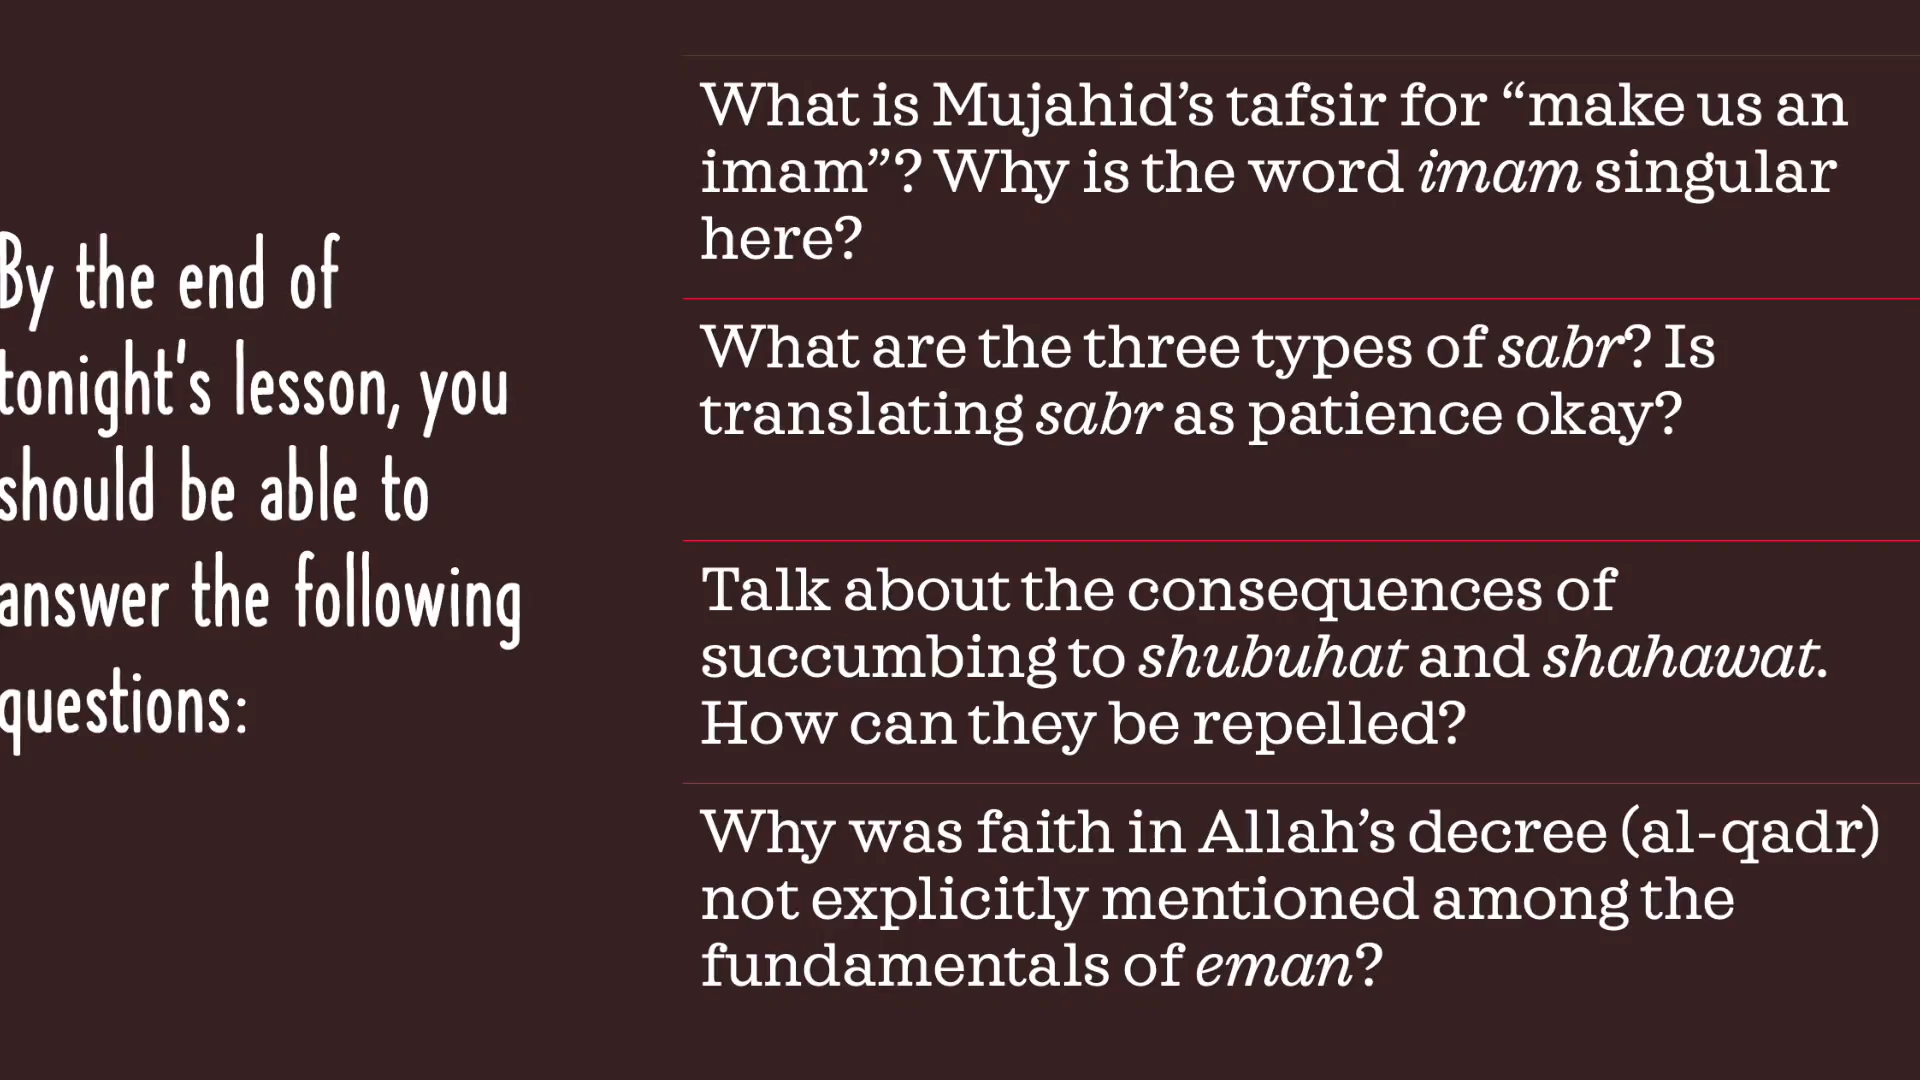 By the end of
tonight's lesson, you
should be able to
answer the following
questions:
What is Mujahid’s tafsir for “make us an
imam”? Why is the word imam singular
here?
What are the three types of sabr? Is
translating sabr as patience okay?
Talk about the consequences of
succumbing to shubuhat and shahawat.
How can they be repelled?
Why was faith in Allah’s decree (al-qadr)
not explicitly mentioned among the
fundamentals of eman?